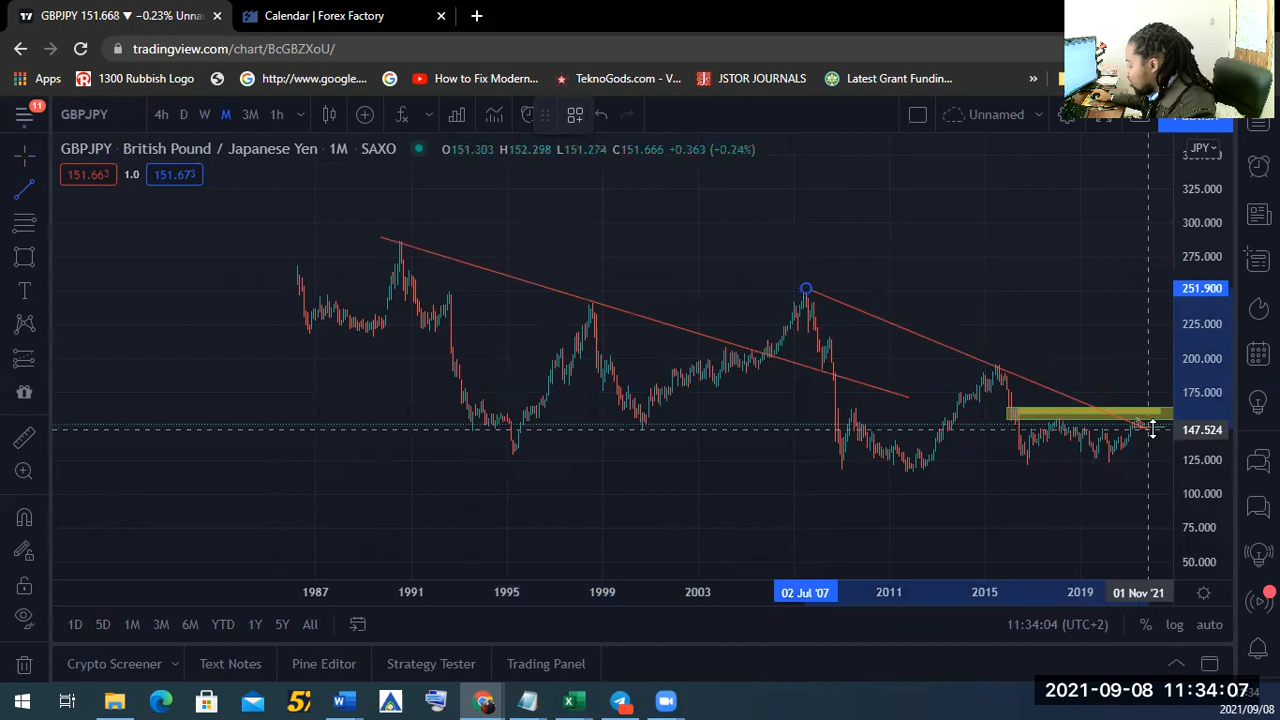 GBPJPY 151.668 ▼ −0.23% Unna
Calendar | Forex Factory
tradingview.com/chart/BcGBZXoU/
Apps
1300 Rubbish Logo
http://www.google....
How to Fix Modern...
TeknoGods.com - V...
JSTOR JOURNALS
Latest Grant Fundin...
»
11
GBPJPY
4h D W M 3M 1h
Unnamed
Publish
GBPJPY British Pound / Japanese Yen · 1M · SAXO
O151.303 H152.298 L151.274 C151.666 +0.363 (−0.24%)
JPY
151.663
1.0
151.673
325.000
300.000
275.000
251.900
225.000
200.000
175.000
147.524
125.000
100.000
75.000
50.000
1987 1991 1995 1999 2003 02 Jul '07 2011 2015 2019 01 Nov '21
1D 5D 1M 3M 6M YTD 1Y 5Y All
11:34:04 (UTC+2)
% log auto
Crypto Screener
Text Notes
Pine Editor
Strategy Tester
Trading Panel
2021-09-08 11:34:07
2021/09/08